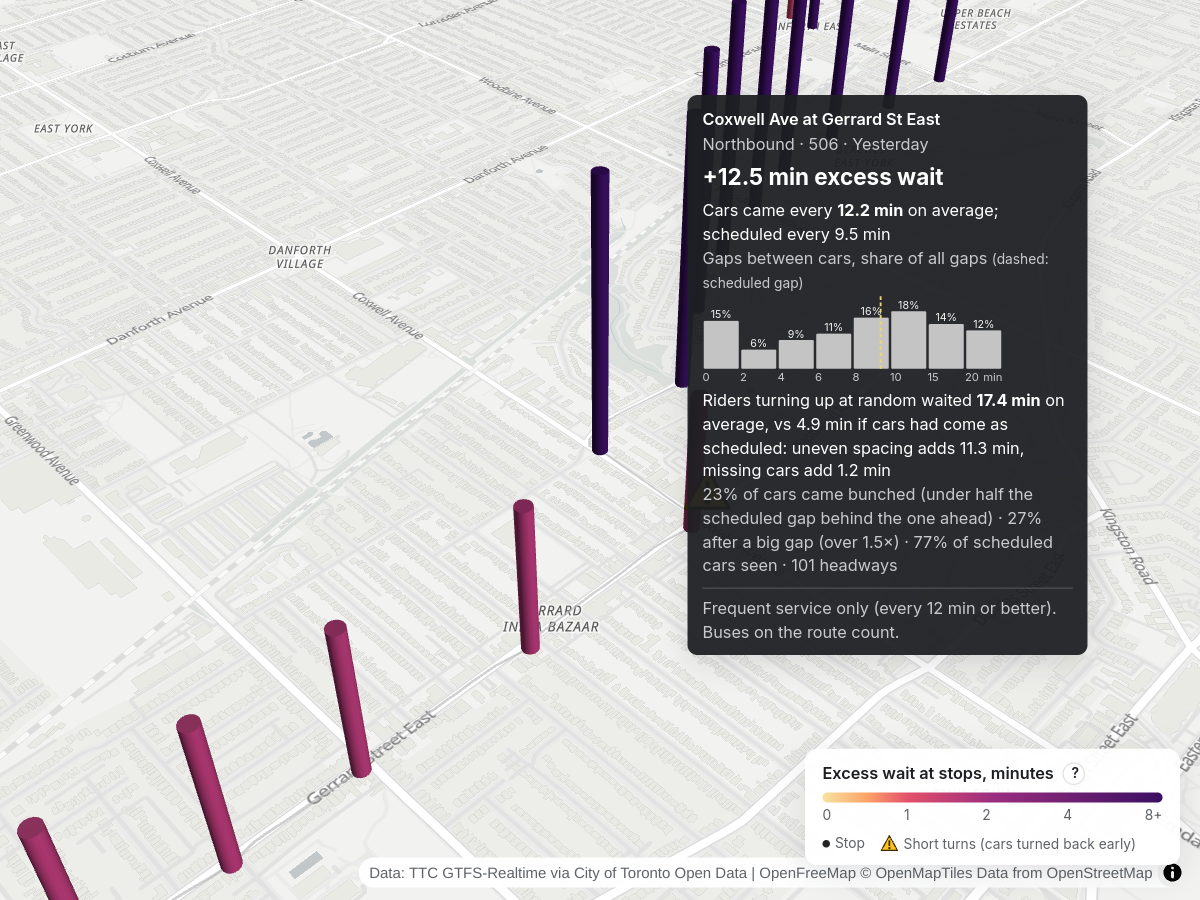 UPPER BEACH
ESTATES
Main Street
Coburn Avenue
Woodbine Avenue
EAST YORK
Coxwell Avenue
Danforth Avenue
DANFORTH
VILLAGE
Danforth Avenue
Coxwell Avenue
Greenwood Avenue
Coxwell Ave at Gerrard St East
Northbound · 506 · Yesterday
+12.5 min excess wait
Cars came every 12.2 min on average;
scheduled every 9.5 min
Gaps between cars, share of all gaps (dashed:
scheduled gap)
15% 6% 9% 11% 16% 18% 14% 12%
0 2 4 6 8 10 15 20 min
Riders turning up at random waited 17.4 min on
average, vs 4.9 min if cars had come as
scheduled: uneven spacing adds 11.3 min,
missing cars add 1.2 min
23% of cars came bunched (under half the
scheduled gap behind the one ahead) · 27%
after a big gap (over 1.5×) · 77% of scheduled
cars seen · 101 headways
Frequent service only (every 12 min or better).
Buses on the route count.
Kingston Road
Gerrard Street East
Excess wait at stops, minutes ?
0 1 2 4 8+
Stop
Short turns (cars turned back early)
Data: TTC GTFS-Realtime via City of Toronto Open Data | OpenFreeMap © OpenMapTiles Data from OpenStreetMap